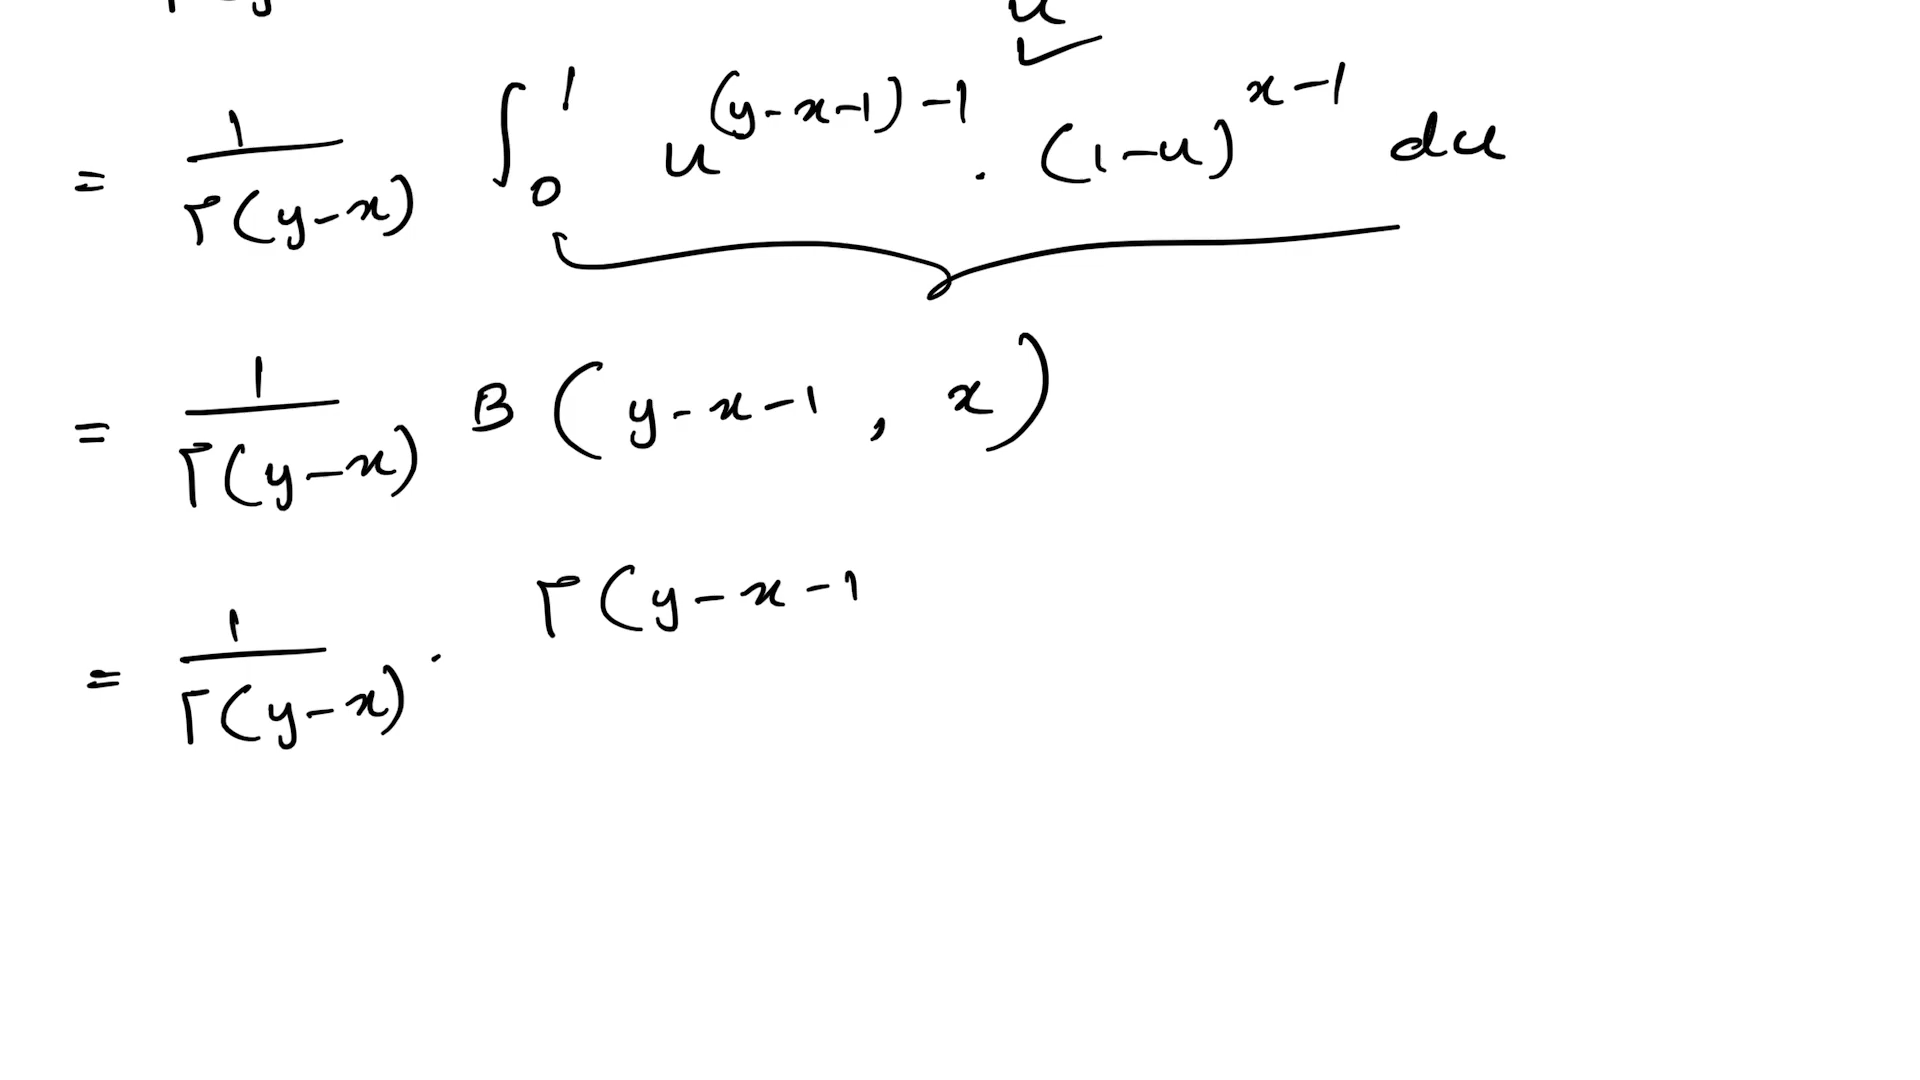 u
= 1/Γ(y-x) ∫₀¹ u^{(y-x-1)-1} · (1-u)^{x-1} du
= 1/Γ(y-x) B(y-x-1, x)
= 1/Γ(y-x) · Γ(y-x-1